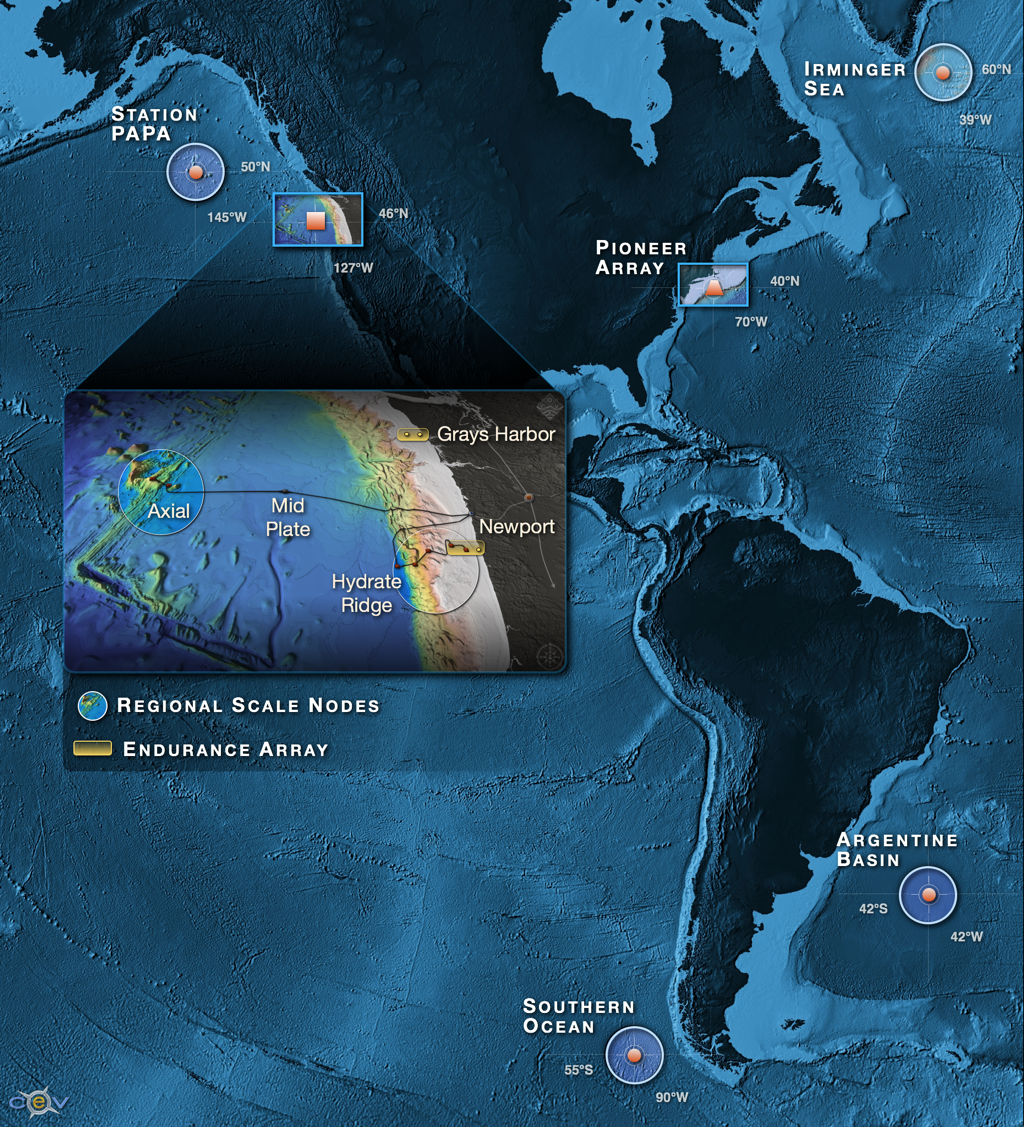 IRMINGER
SEA
60°N
39°W
STATION
PAPA
50°N
145°W
46°N
127°W
PIONEER
ARRAY
40°N
70°W
Grays Harbor
Axial
Mid
Plate
Newport
Hydrate
Ridge
REGIONAL SCALE NODES
ENDURANCE ARRAY
ARGENTINE
BASIN
42°S
42°W
SOUTHERN
OCEAN
55°S
90°W
cev